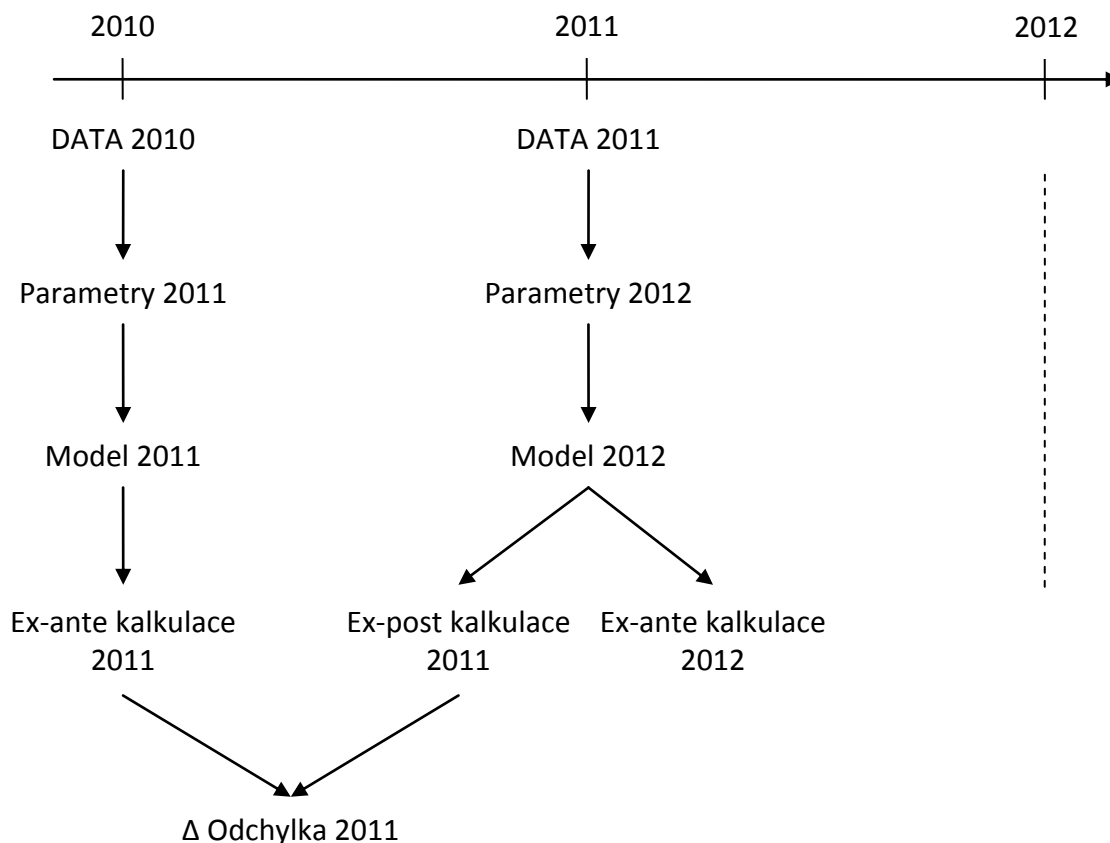 2010
2011
2012
DATA 2010
DATA 2011
Parametry 2011
Parametry 2012
Model 2011
Model 2012
Ex-ante kalkulace
2011
Ex-post kalkulace
2011
Ex-ante kalkulace
2012
Δ Odchylka 2011